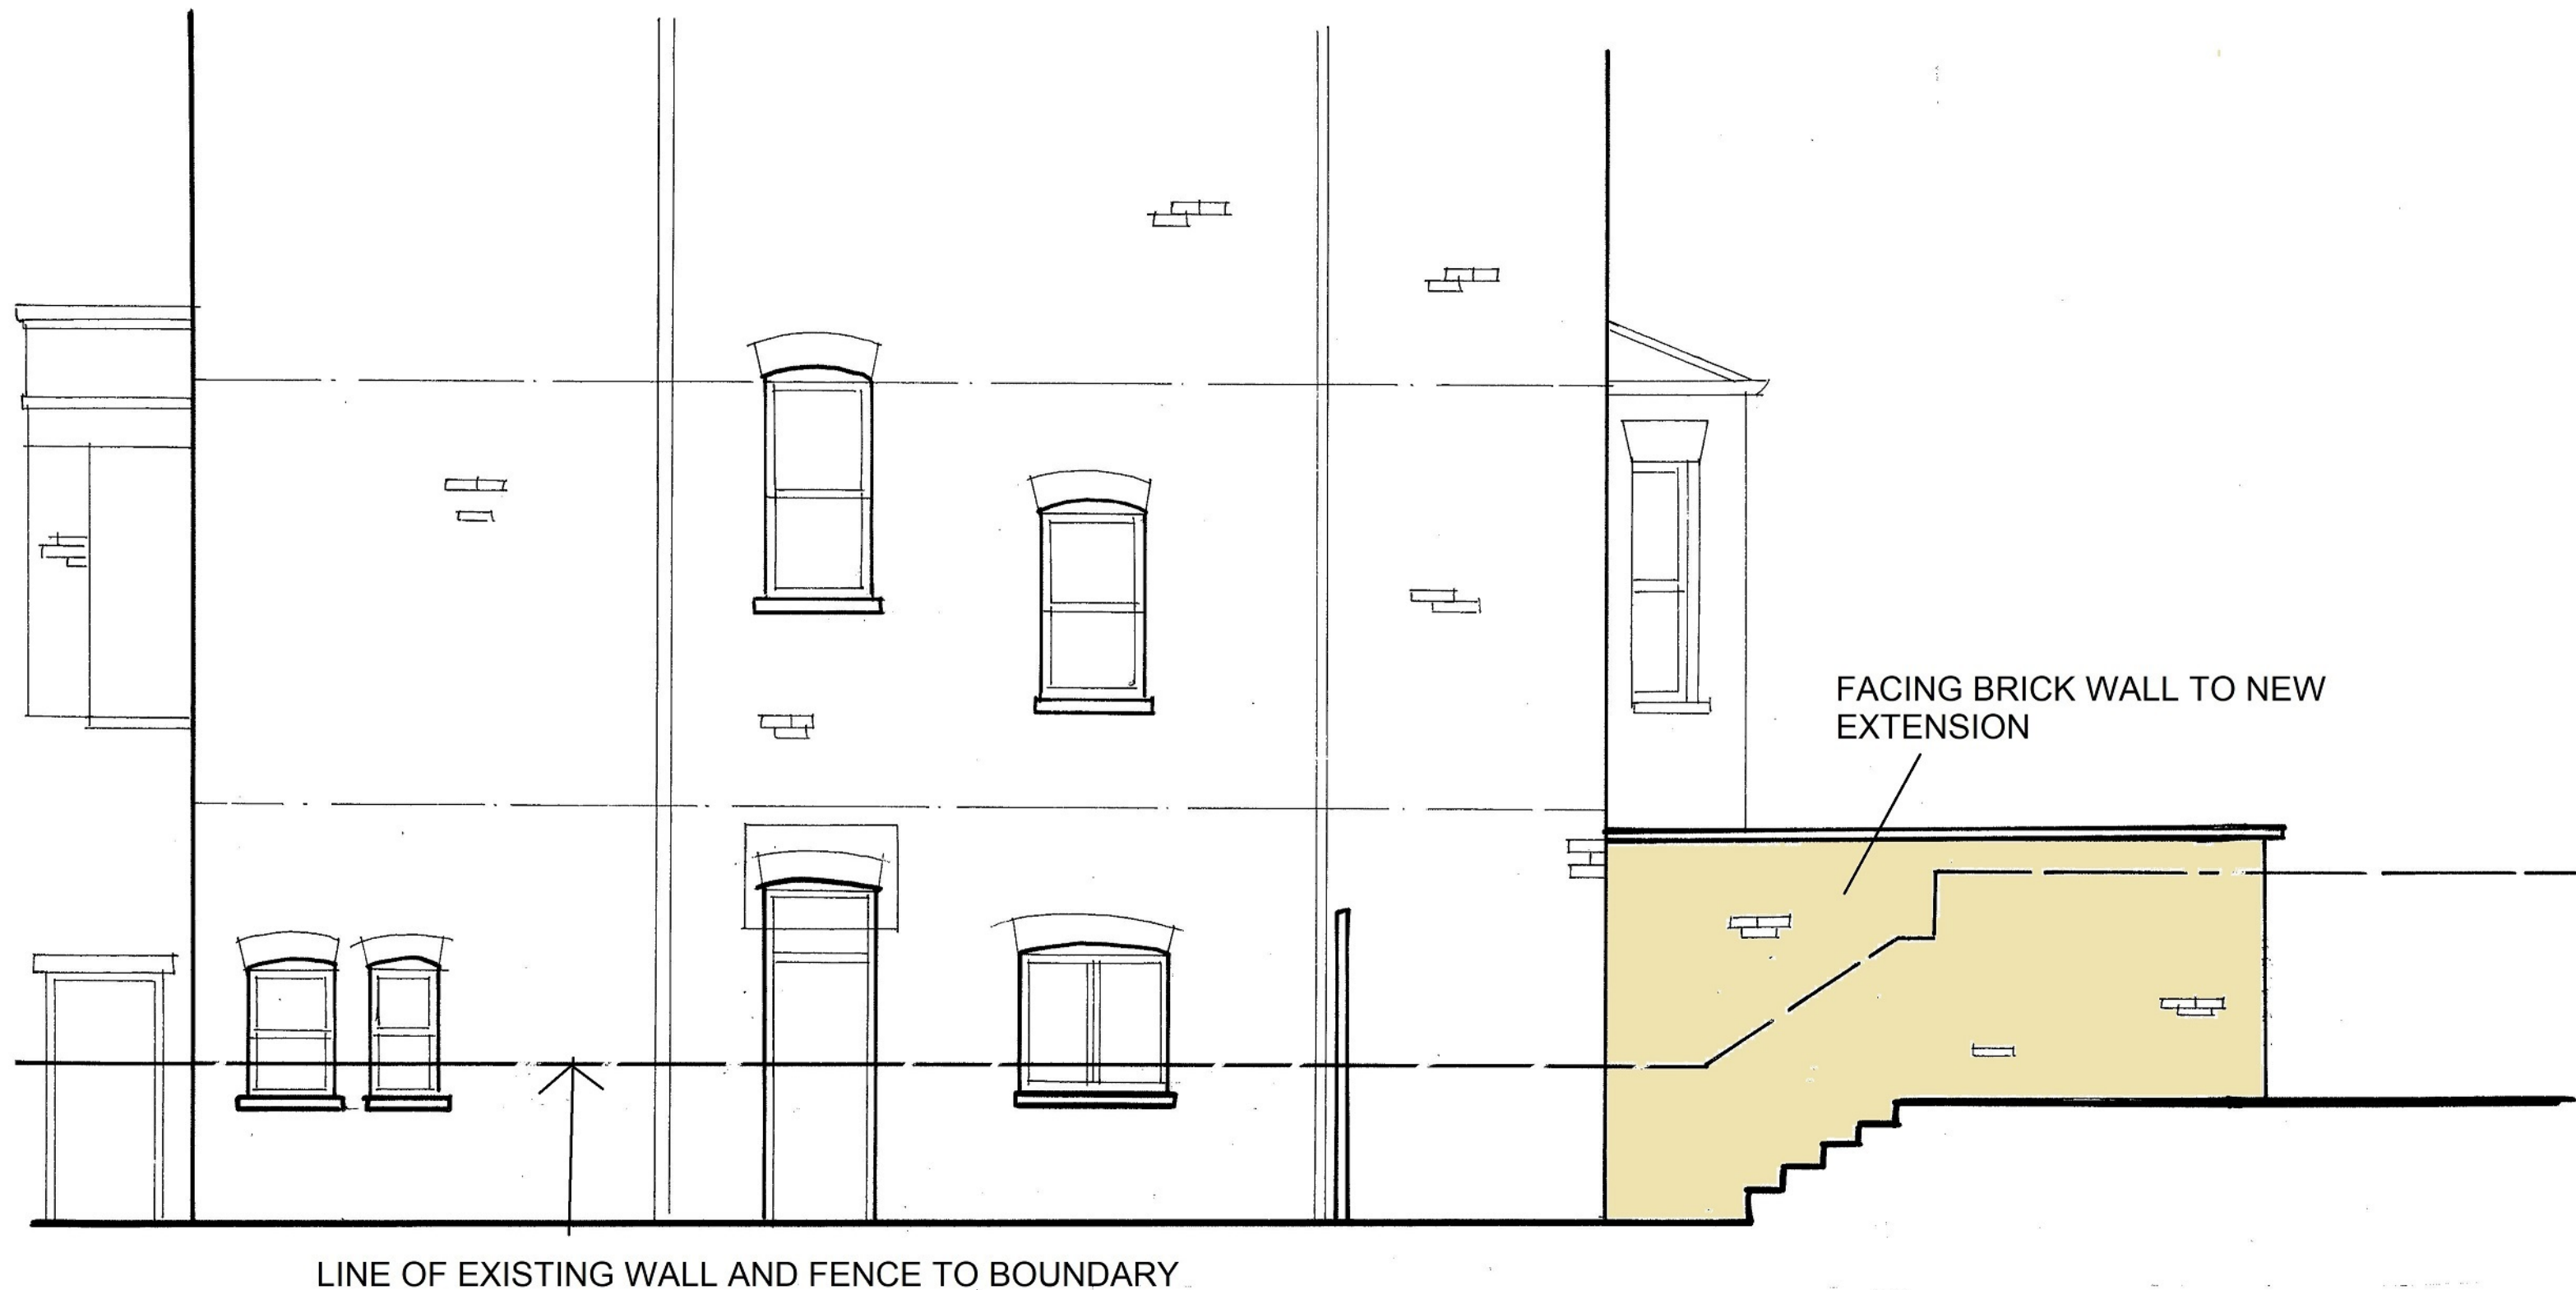 FACING BRICK WALL TO NEW
EXTENSION
LINE OF EXISTING WALL AND FENCE TO BOUNDARY